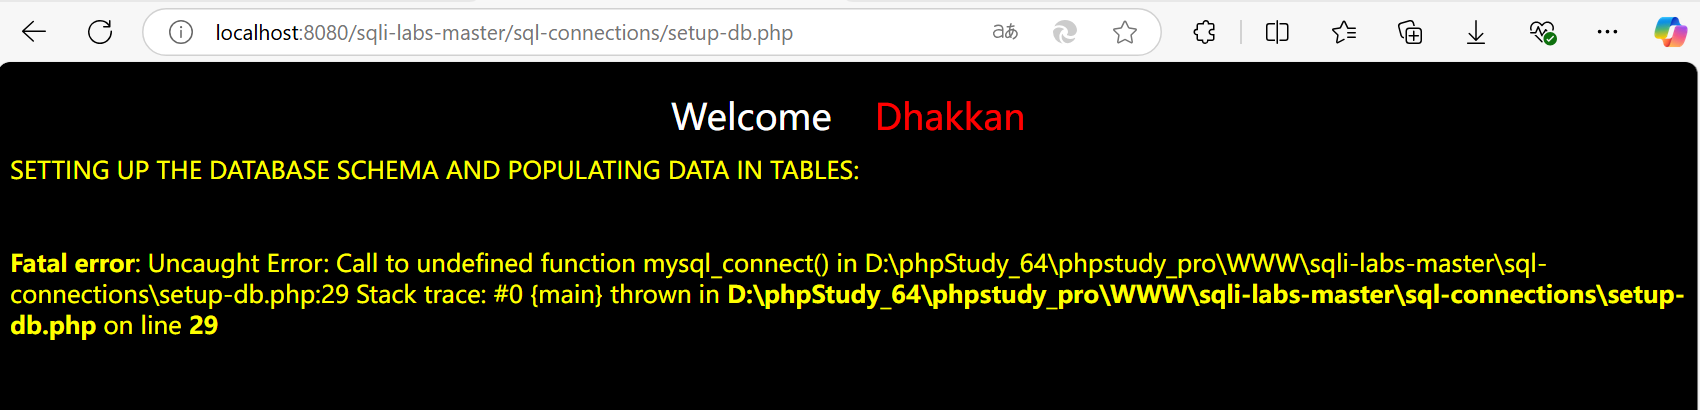 localhost:8080/sqli-labs-master/sql-connections/setup-db.php
aあ
Welcome Dhakkan
SETTING UP THE DATABASE SCHEMA AND POPULATING DATA IN TABLES:
Fatal error: Uncaught Error: Call to undefined function mysql_connect() in D:\phpStudy_64\phpstudy_pro\WWW\sqli-labs-master\sql-
connections\setup-db.php:29 Stack trace: #0 {main} thrown in D:\phpStudy_64\phpstudy_pro\WWW\sqli-labs-master\sql-connections\setup-
db.php on line 29